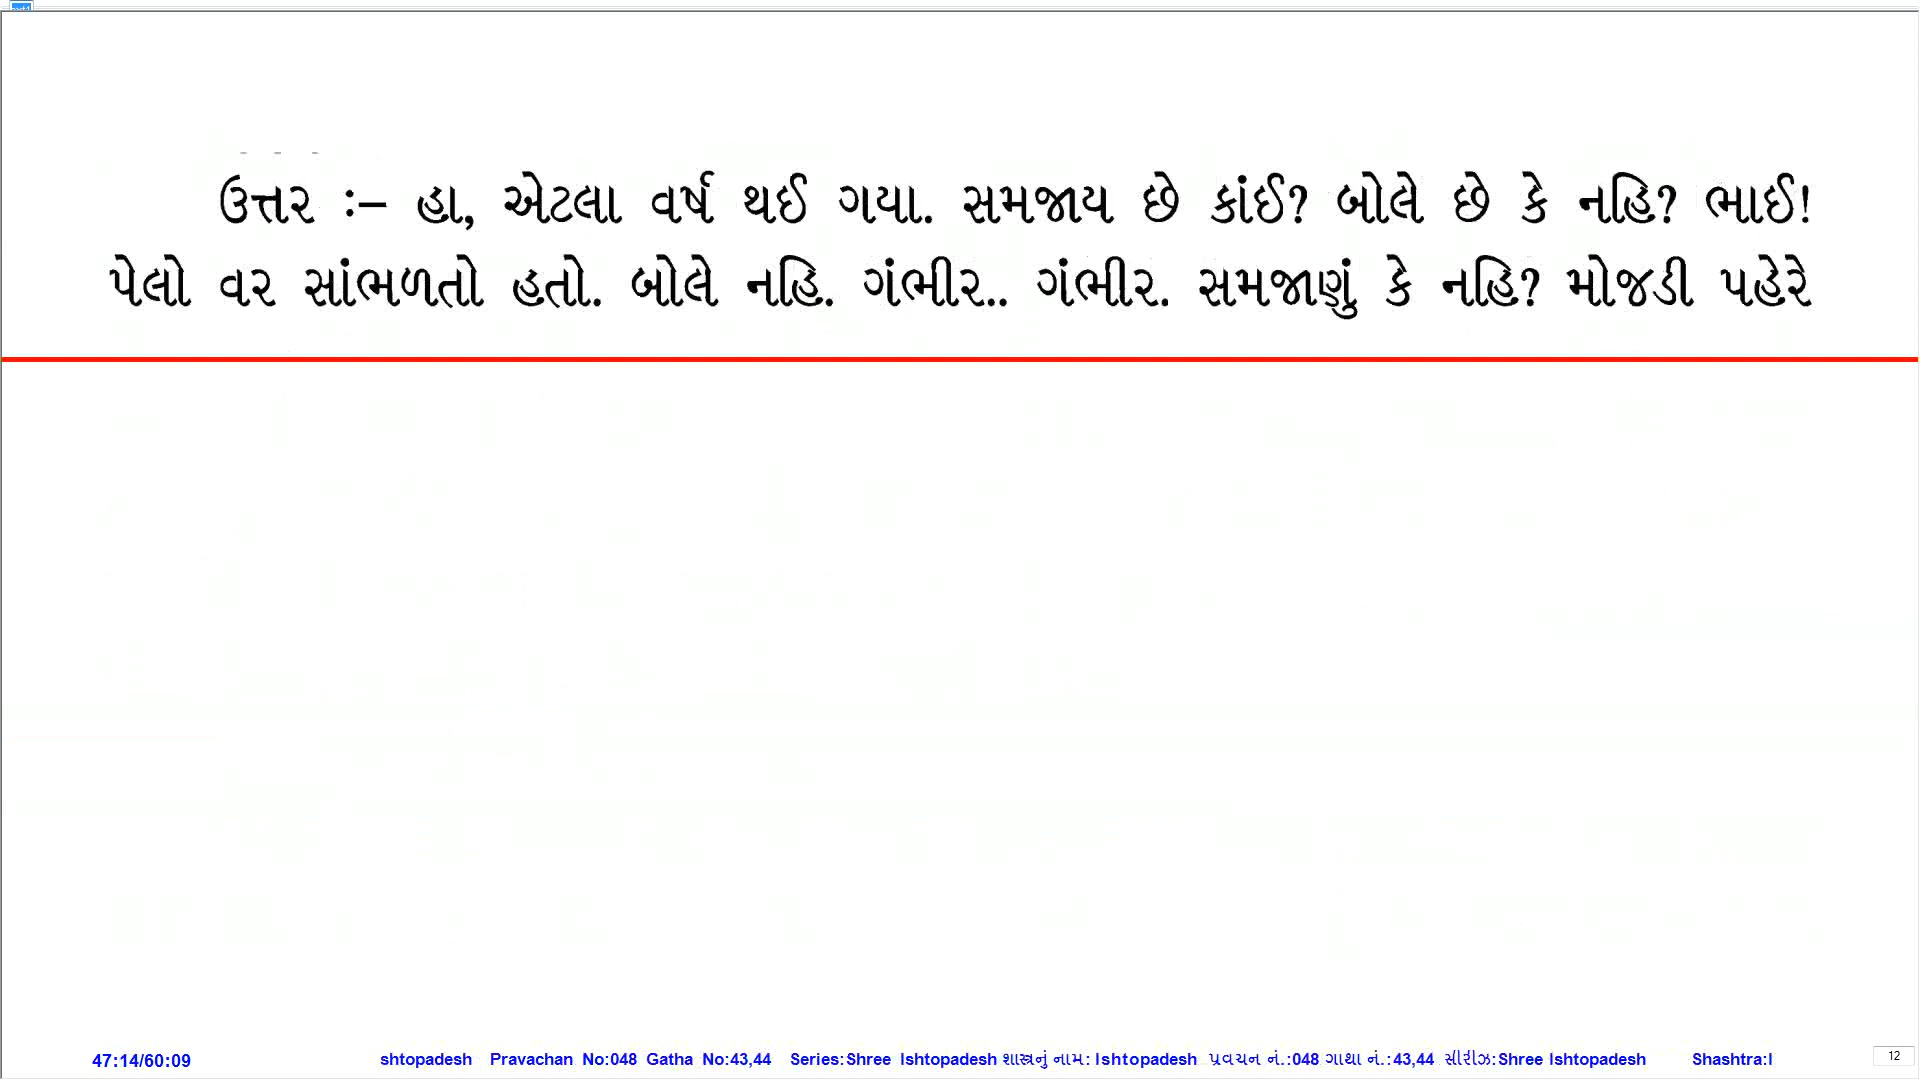 ઉત્તર :– હા, એટલા વર્ષ થઈ ગયા. સમજાય છે કાંઈ? બોલે છે કે નહિ? ભાઈ!
પેલો વર સાંભળતો હતો. બોલે નહિ. ગંભીર.. ગંભીર. સમજાણું કે નહિ? મોજડી પહેરે
47:14/60:09 shtopadesh Pravachan No:048 Gatha No:43,44 Series:Shree Ishtopadesh શાસ્ત્રનું નામ: Ishtopadesh પ્રવચન નં.:048 ગાથા નં.:43,44 સીરીઝ:Shree Ishtopadesh Shashtra:I 12